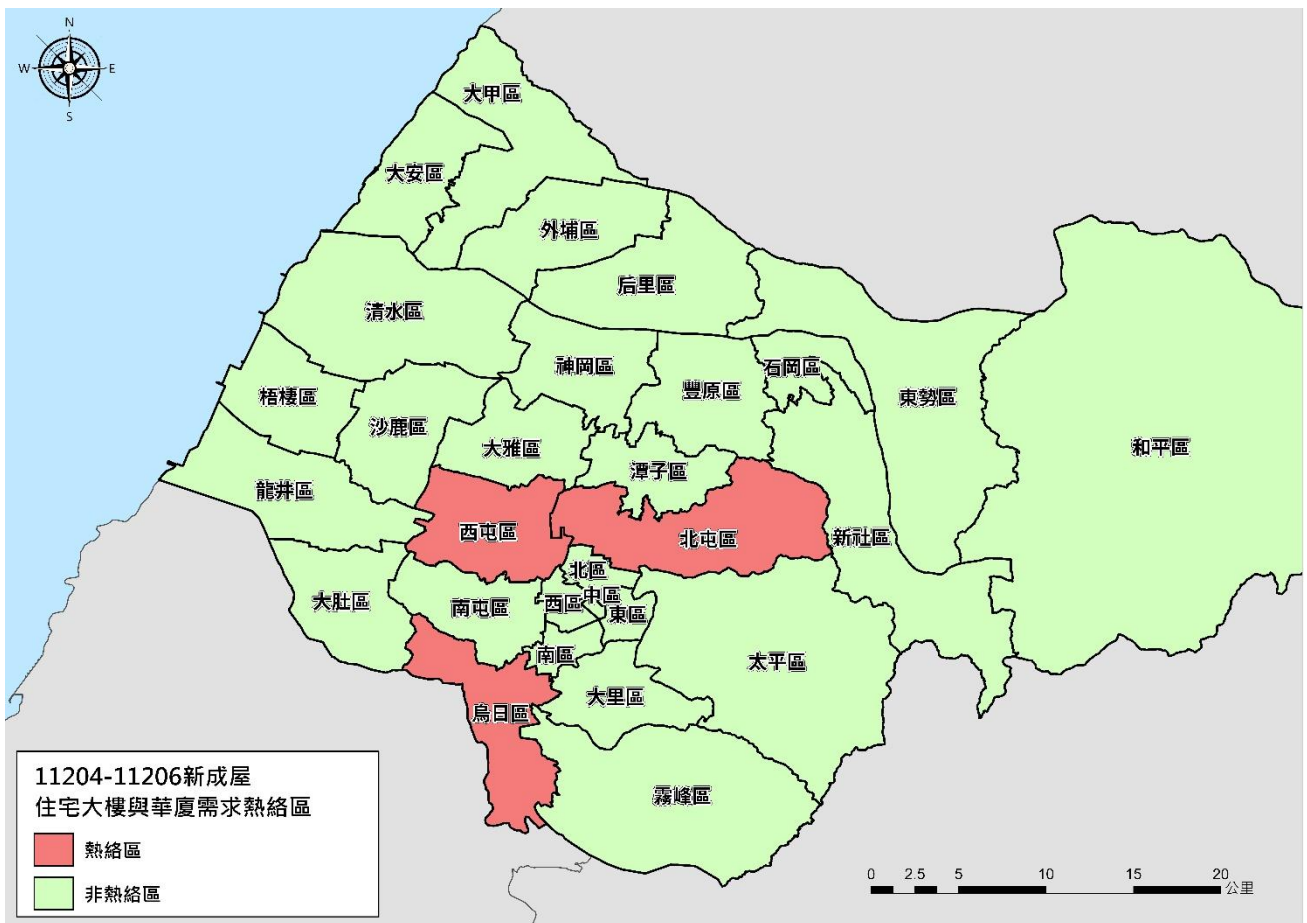 N
W
E
S
大甲區
大安區
外埔區
后里區
清水區
神岡區
豐原區
石岡區
東勢區
梧棲區
沙鹿區
大雅區
潭子區
和平區
龍井區
西屯區
北屯區
新社區
北區
大肚區
南屯區
西區
中區
東區
南區
太平區
大里區
烏日區
霧峰區
11204-11206新成屋
住宅大樓與華廈需求熱絡區
熱絡區
非熱絡區
0 2.5 5 10 15 20
公里